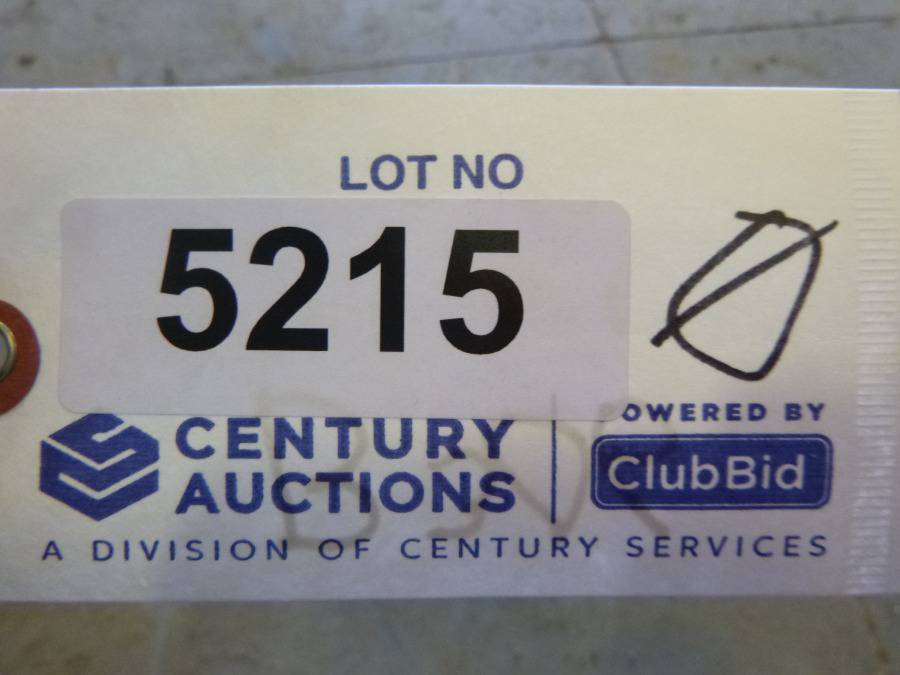 LOT NO
5215
CENTURY
AUCTIONS
POWERED BY
ClubBid
A DIVISION OF CENTURY SERVICES